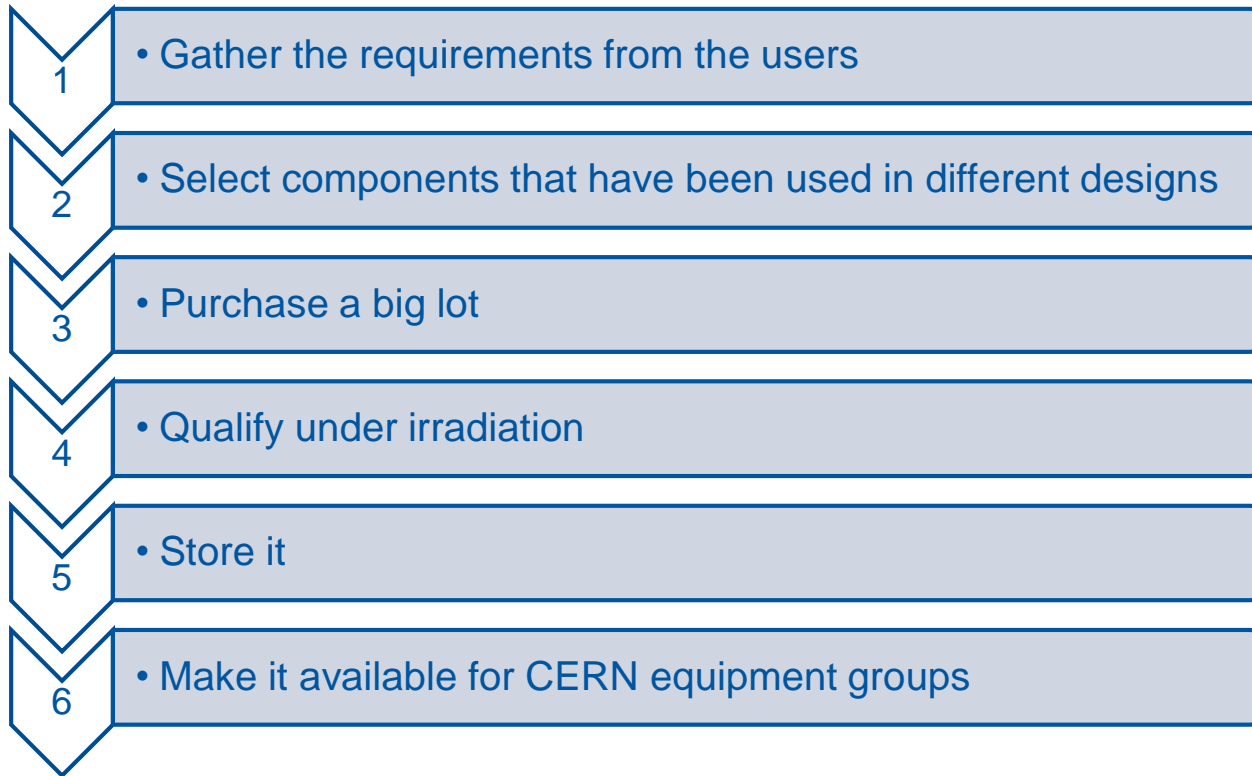 1
• Gather the requirements from the users
2
• Select components that have been used in different designs
3
• Purchase a big lot
4
• Qualify under irradiation
5
• Store it
6
• Make it available for CERN equipment groups